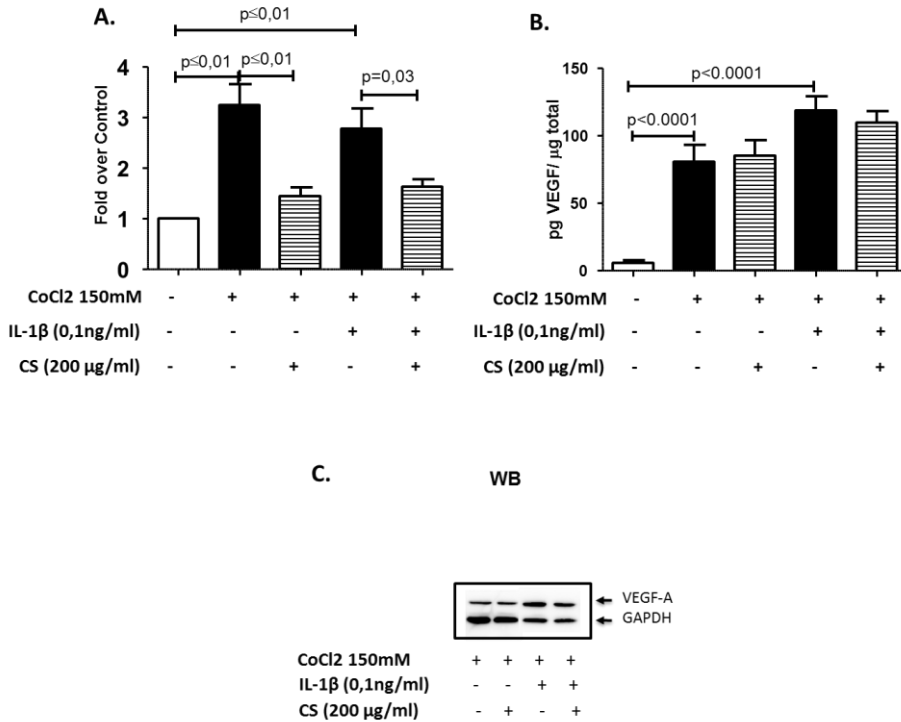 A.
p≤0,01
p≤0,01 p≤0,01
p=0,03
Fold over Control
4
3
2
1
0
CoCl2 150mM - + + + +
IL-1β (0,1ng/ml) - - - + +
CS (200 µg/ml) - - + - +
B.
p<0.0001
p<0.0001
pg VEGF/ µg total
150
100
50
0
CoCl2 150mM - + + + +
IL-1β (0,1ng/ml) - - - + +
CS (200 µg/ml) - - + - +
C.
WB
VEGF-A
GAPDH
CoCl2 150mM + + + +
IL-1β (0,1ng/ml) - - + +
CS (200 µg/ml) - + - +